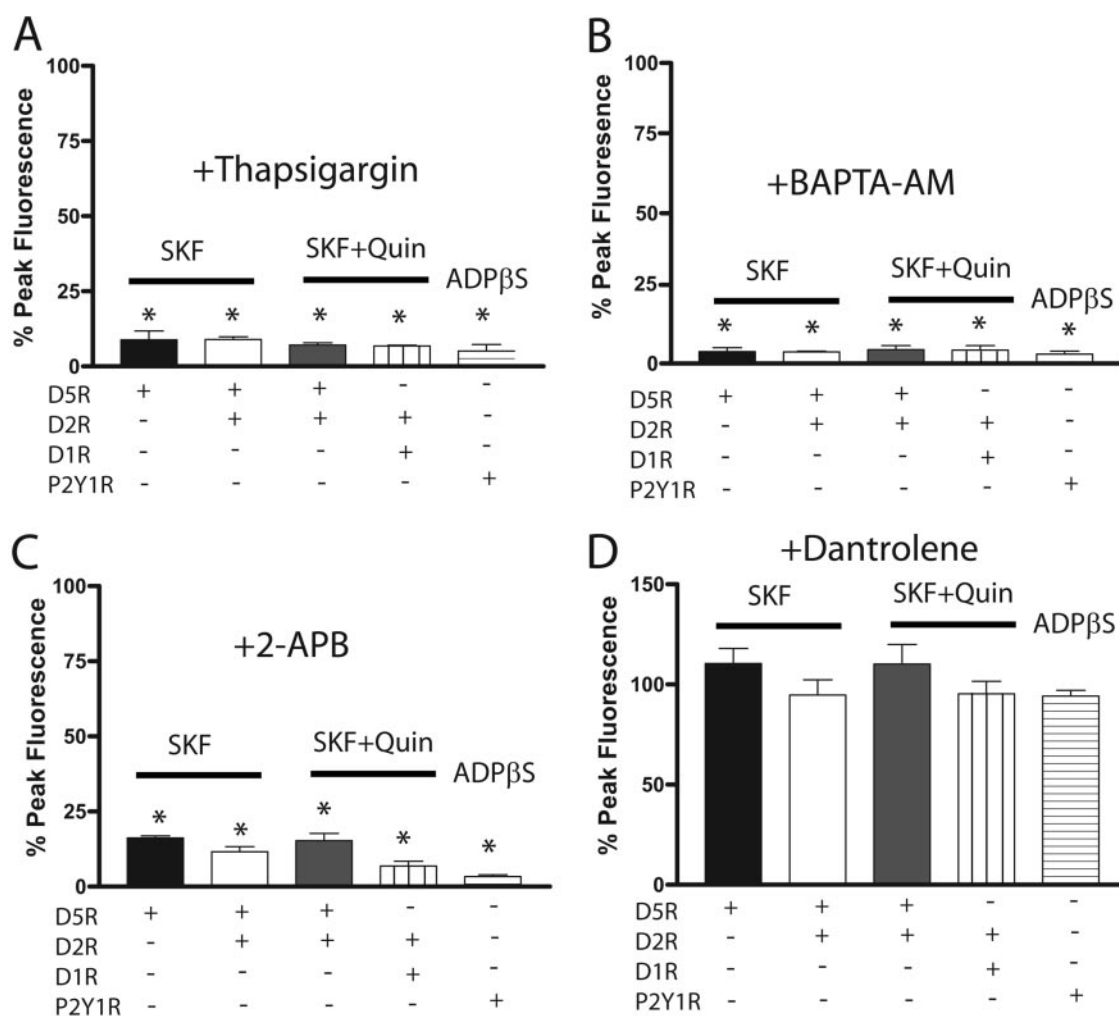 A
% Peak Fluorescence
100
75
50
25
0
+Thapsigargin
SKF
SKF+Quin
ADPβS
* * * * *
D5R + + + - -
D2R - + + + -
D1R - - - + -
P2Y1R - - - - +
B
% Peak Fluoresence
100
75
50
25
0
+BAPTA-AM
SKF
SKF+Quin
ADPβS
* * * * *
D5R + + + - -
D2R - + + + -
D1R - - - + -
P2Y1R - - - - +
C
% Peak Fluorescence
100
75
50
25
0
+2-APB
SKF
SKF+Quin
ADPβS
* * * * *
D5R + + + - -
D2R - + + + -
D1R - - - + -
P2Y1R - - - - +
D
+Dantrolene
% Peak Fluorescence
150
100
50
0
SKF
SKF+Quin
ADPβS
D5R + + + - -
D2R - + + + -
D1R - - - + -
P2Y1R - - - - +